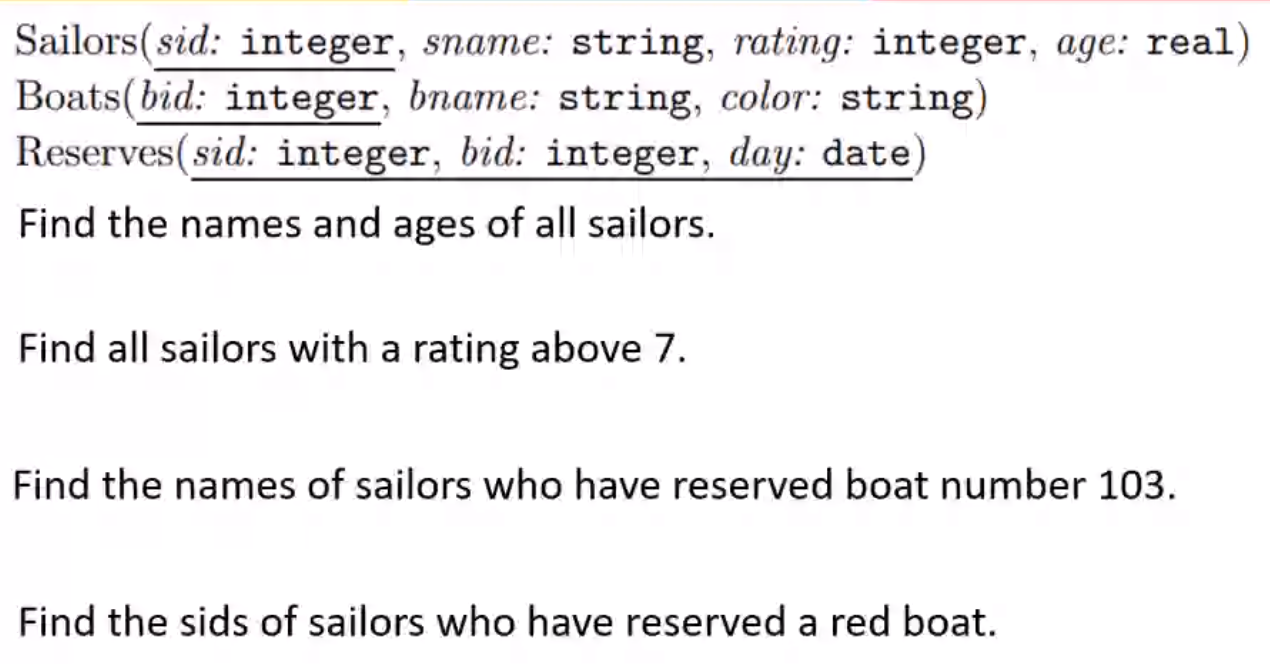 Sailors(sid: integer, sname: string, rating: integer, age: real)
Boats(bid: integer, bname: string, color: string)
Reserves(sid: integer, bid: integer, day: date)
Find the names and ages of all sailors.
Find all sailors with a rating above 7.
Find the names of sailors who have reserved boat number 103.
Find the sids of sailors who have reserved a red boat.